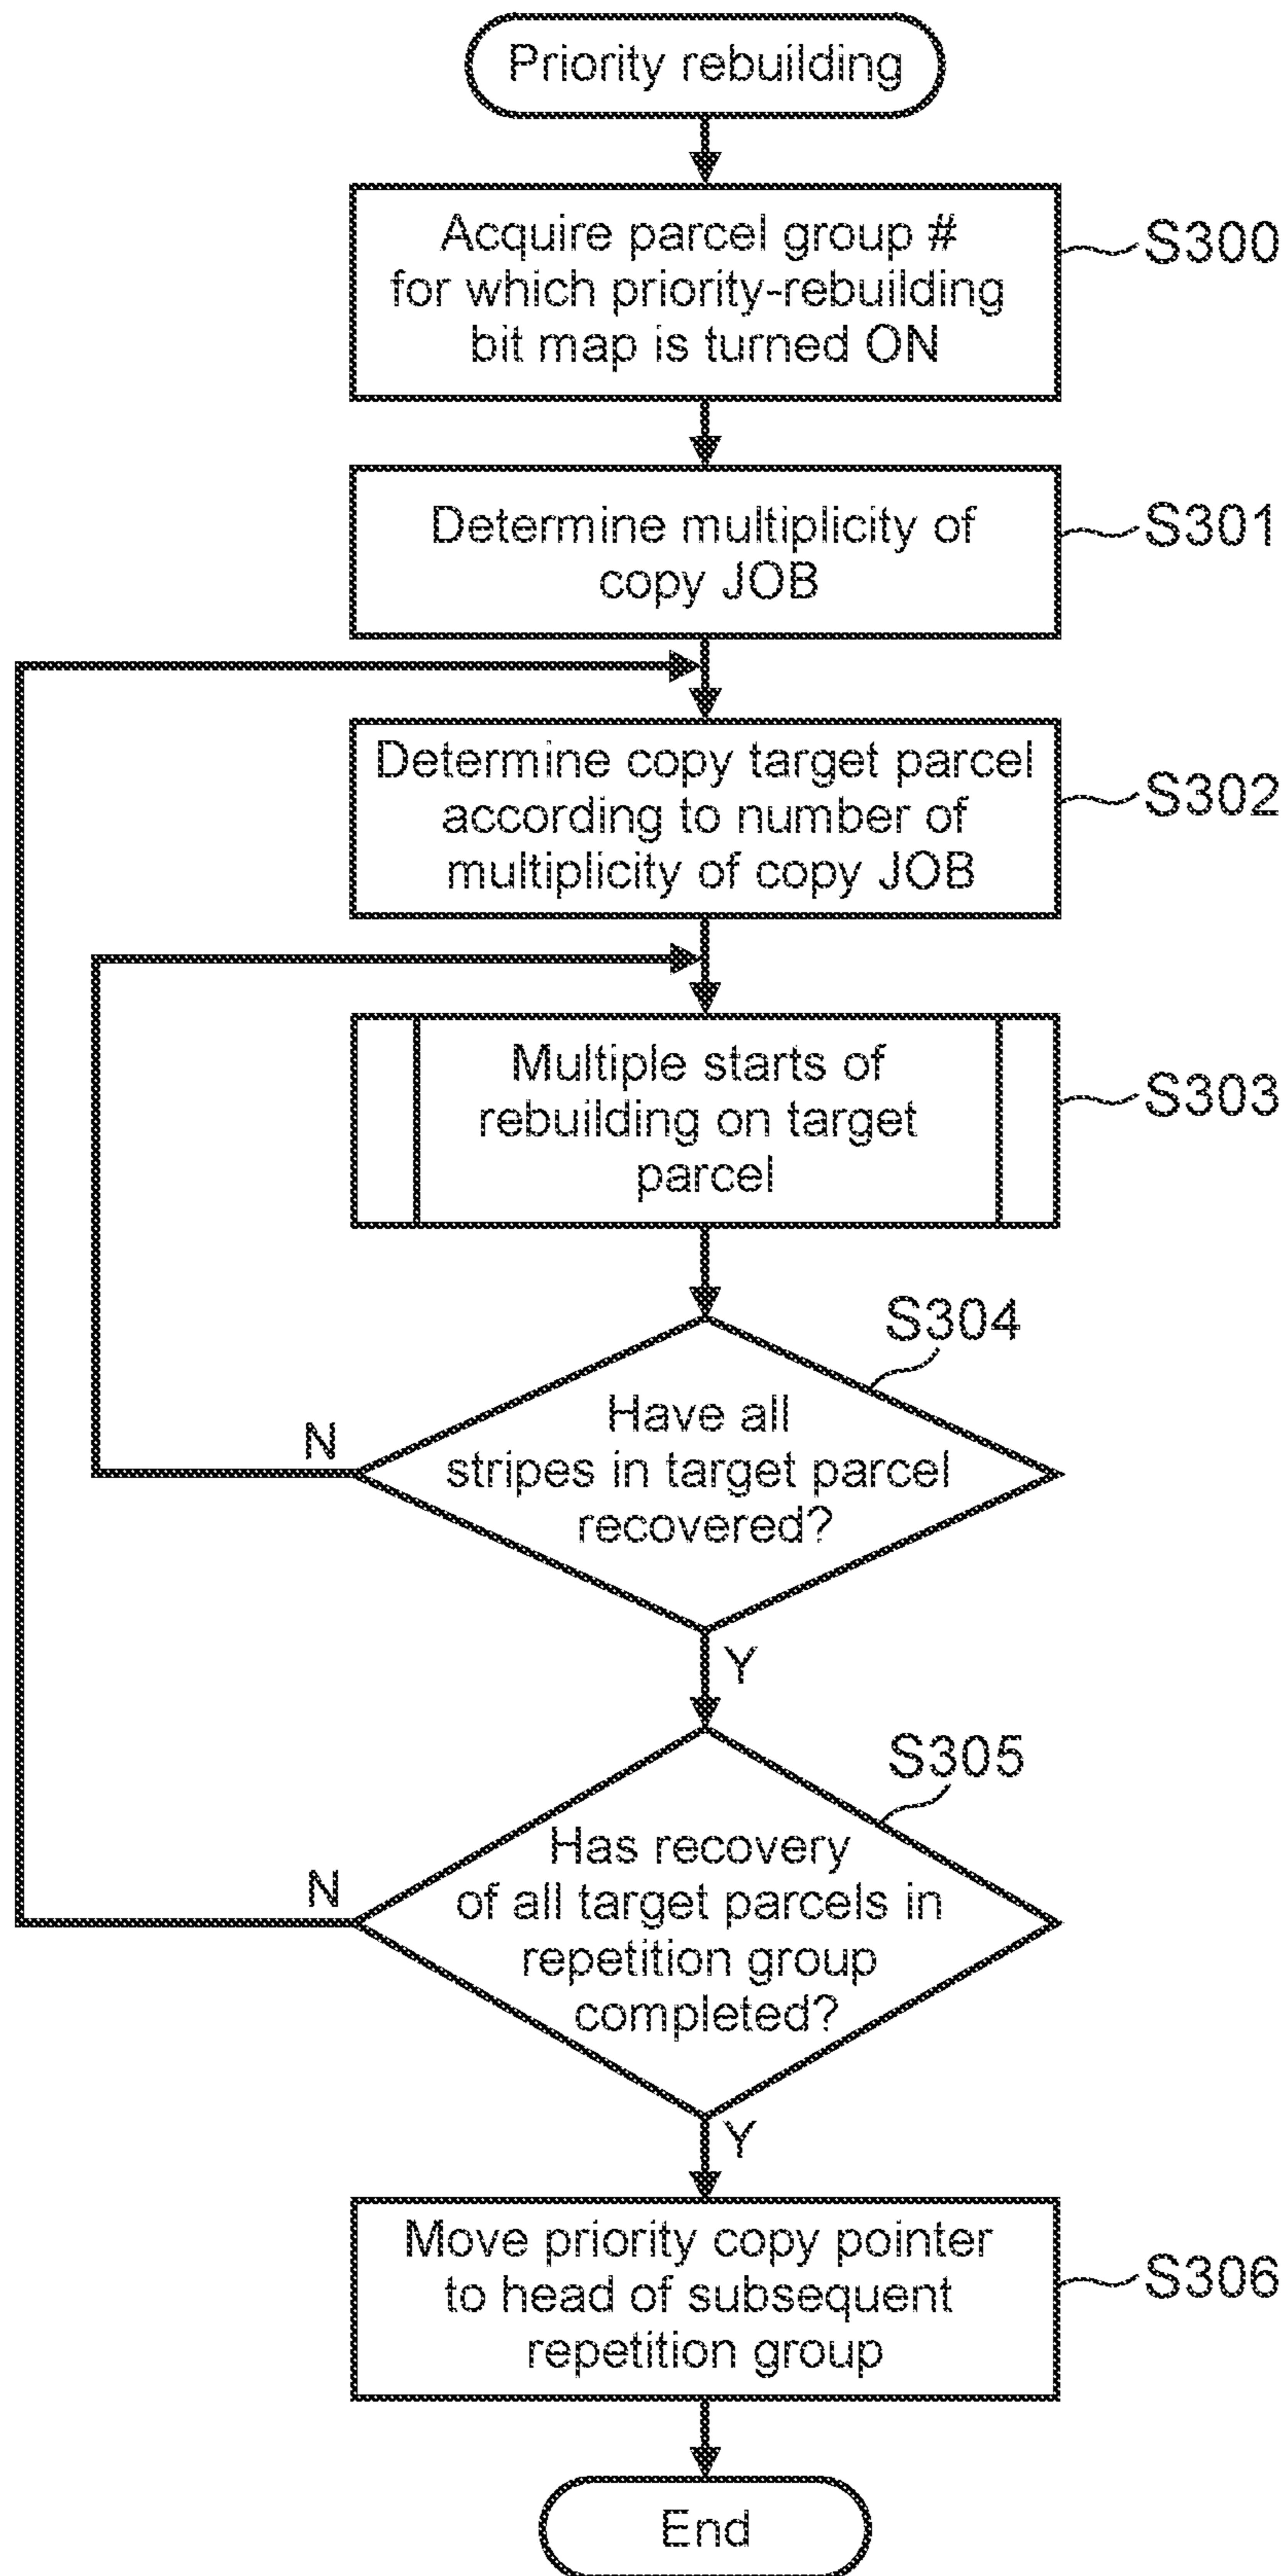 Priority rebuilding
Acquire parcel group #
for which priority-rebuilding
bit map is turned ON
S300
Determine multiplicity of
copy JOB
S301
Determine copy target parcel
according to number of
multiplicity of copy JOB
S302
Multiple starts of
rebuilding on target
parcel
S303
S304
Have all
stripes in target parcel
recovered?
N
Y
S305
Has recovery
of all target parcels in
repetition group
completed?
N
Y
Move priority copy pointer
to head of subsequent
repetition group
S306
End